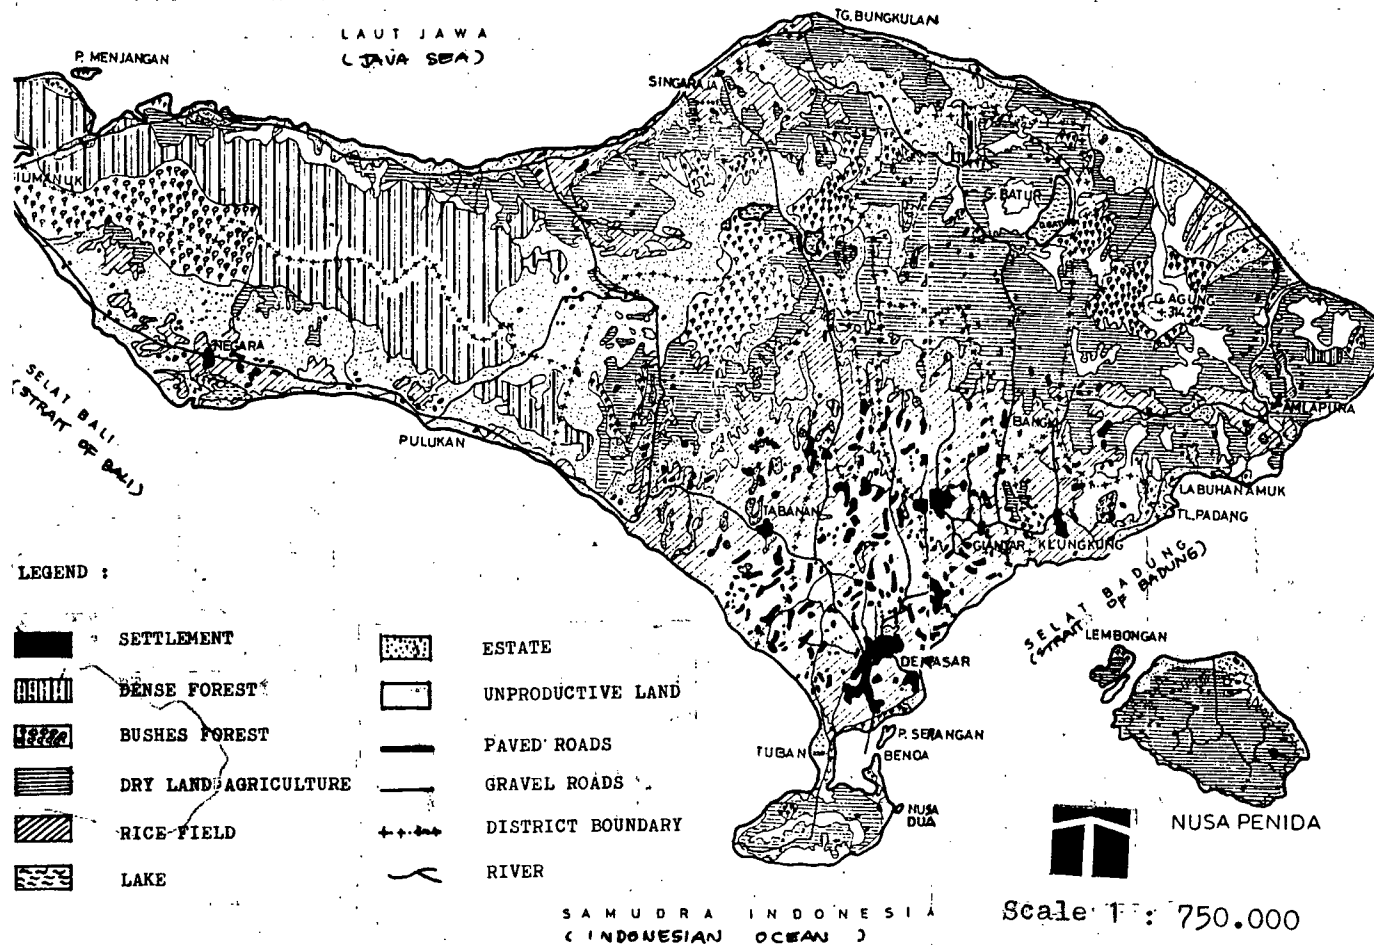 LAUT JAWA
(JAVA SEA)
TG. BUNGKULAN
P. MENJANGAN
SINGARAJA
G. BATUR
G. AGUNG
+3142
NEGARA
SELAT BALI
(STRAIT OF BALI)
PULUKAN
AMLAPURA
LABUHAN AMUK
TL. PADANG
TABANAN
GIANJAR
KLUNGKUNG
SELAT BADUNG
(STRAIT OF BADUNG)
LEMBONGAN
DENPASAR
P. SERANGAN
TUBAN
BENOA
NUSA
DUA
NUSA PENIDA
LEGEND :
SETTLEMENT
DENSE FOREST
BUSHES FOREST
DRY LAND AGRICULTURE
RICE FIELD
LAKE
ESTATE
UNPRODUCTIVE LAND
PAVED ROADS
GRAVEL ROADS
DISTRICT BOUNDARY
RIVER
SAMUDRA INDONESIA
(INDONESIAN OCEAN)
Scale 1 : 750.000